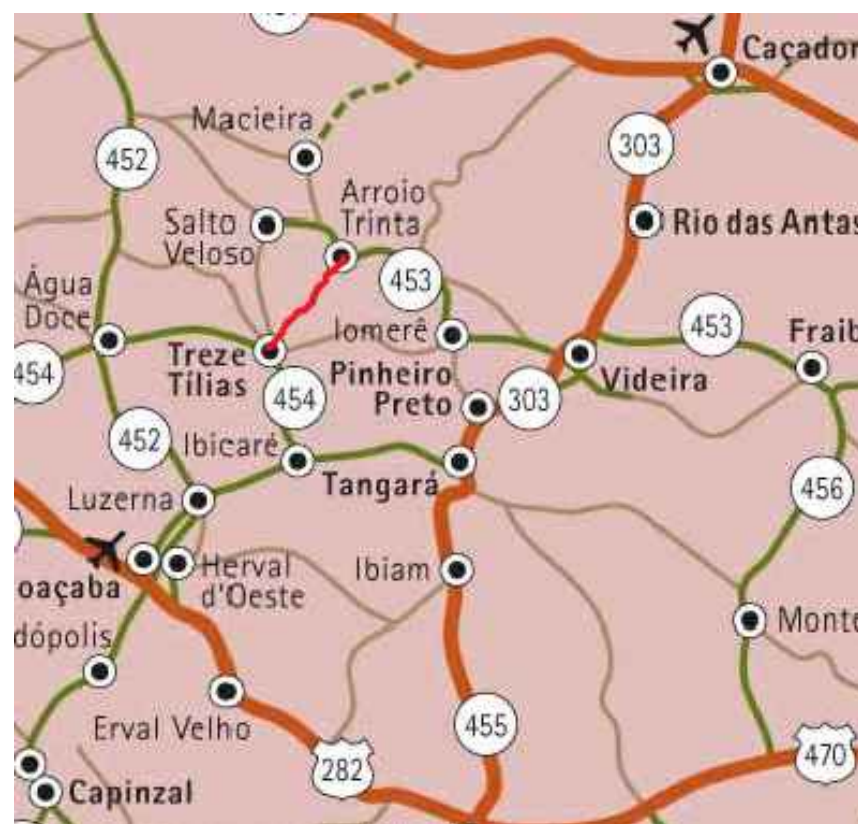 Caçador
Macieira
303
452
Arroio
Trinta
Salto
Veloso
Rio das Antas
453
Água
Doce
Iomerê
453
Fraib
454
Treze
Tílias
Pinheiro
Preto
Videira
454
303
452
Ibicaré
Tangará
Luzerna
456
oaçaba
Herval
d'Oeste
Ibiam
Monte
dópolis
Erval Velho
455
282
470
Capinzal